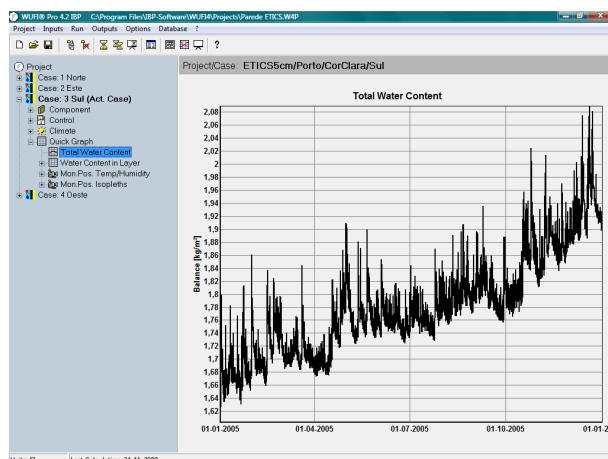 WUFI® Pro 4.2 IBP C:\Program Files\IBP-Software\WUFI4\Projects\Parede ETICS.W4P
Project Inputs Run Outputs Options Database ?
Project
Case: 1 Norte
Case: 2 Este
Case: 3 Sul (Act. Case)
Component
Control
Climate
Quick Graph
Total Water Content
Water Content in Layer
Mon.Pos. Temp/Humidity
Mon.Pos. Isopleths
Case: 4 Oeste
Project/Case: ETICS5cm/Porto/CorClara/Sul
Total Water Content
Balance [kg/m²]
2,08
2,06
2,04
2,02
2
1,98
1,96
1,94
1,92
1,9
1,88
1,86
1,84
1,82
1,8
1,78
1,76
1,74
1,72
1,7
1,68
1,66
1,64
1,62
01-01-2005 01-04-2005 01-07-2005 01-10-2005 01-01-2